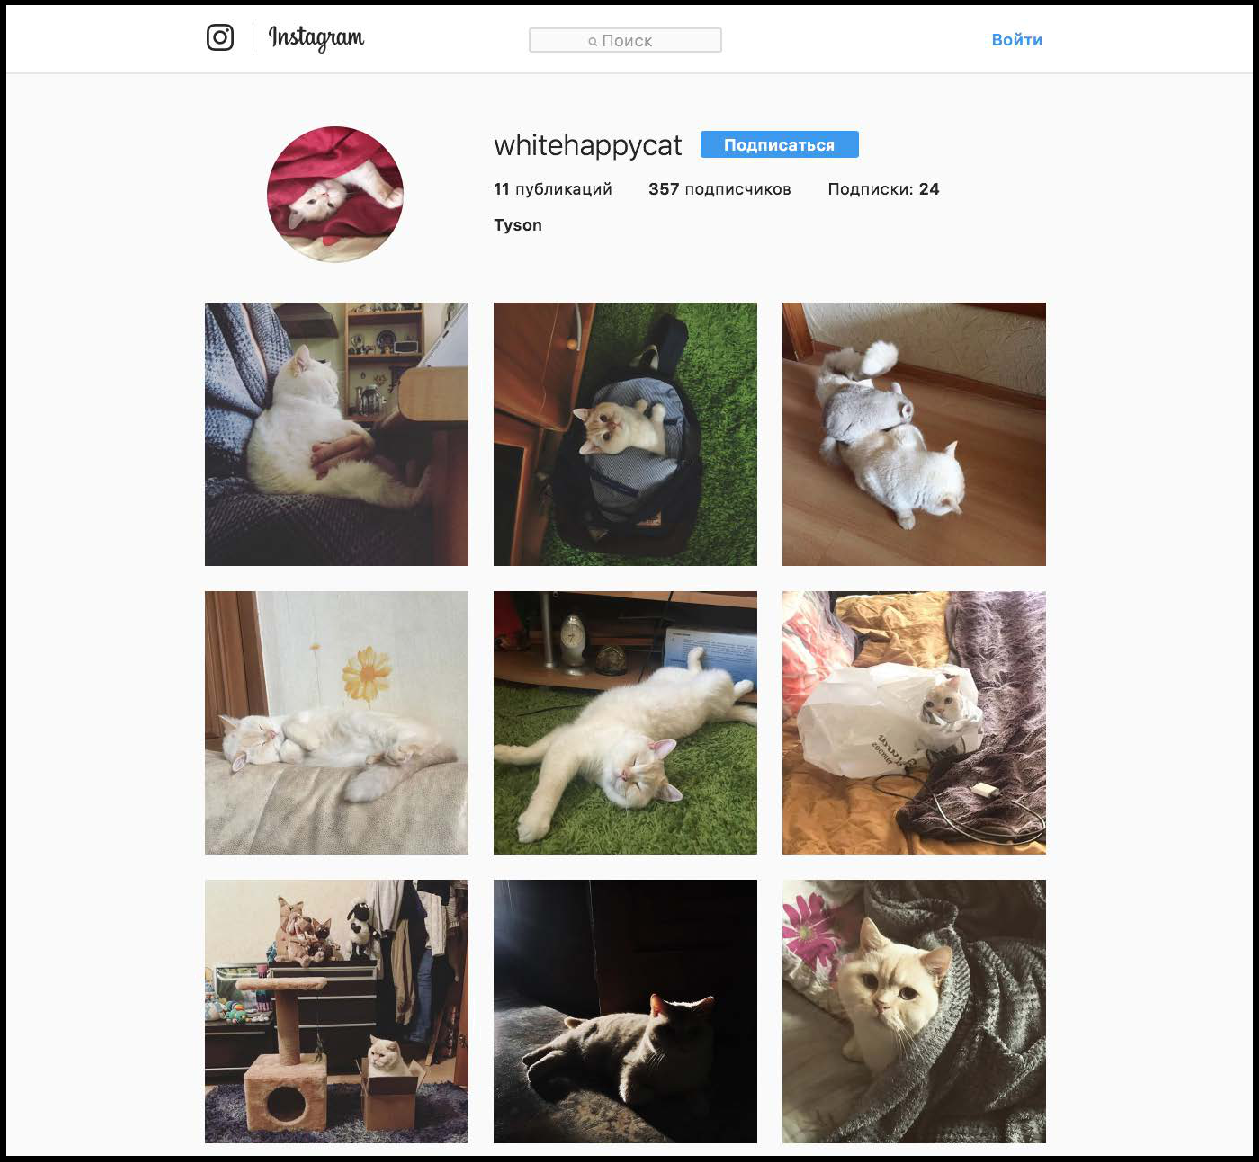 Instagram
Поиск
Войти
whitehappycat
Подписаться
11 публикаций 357 подписчиков Подписки: 24
Tyson